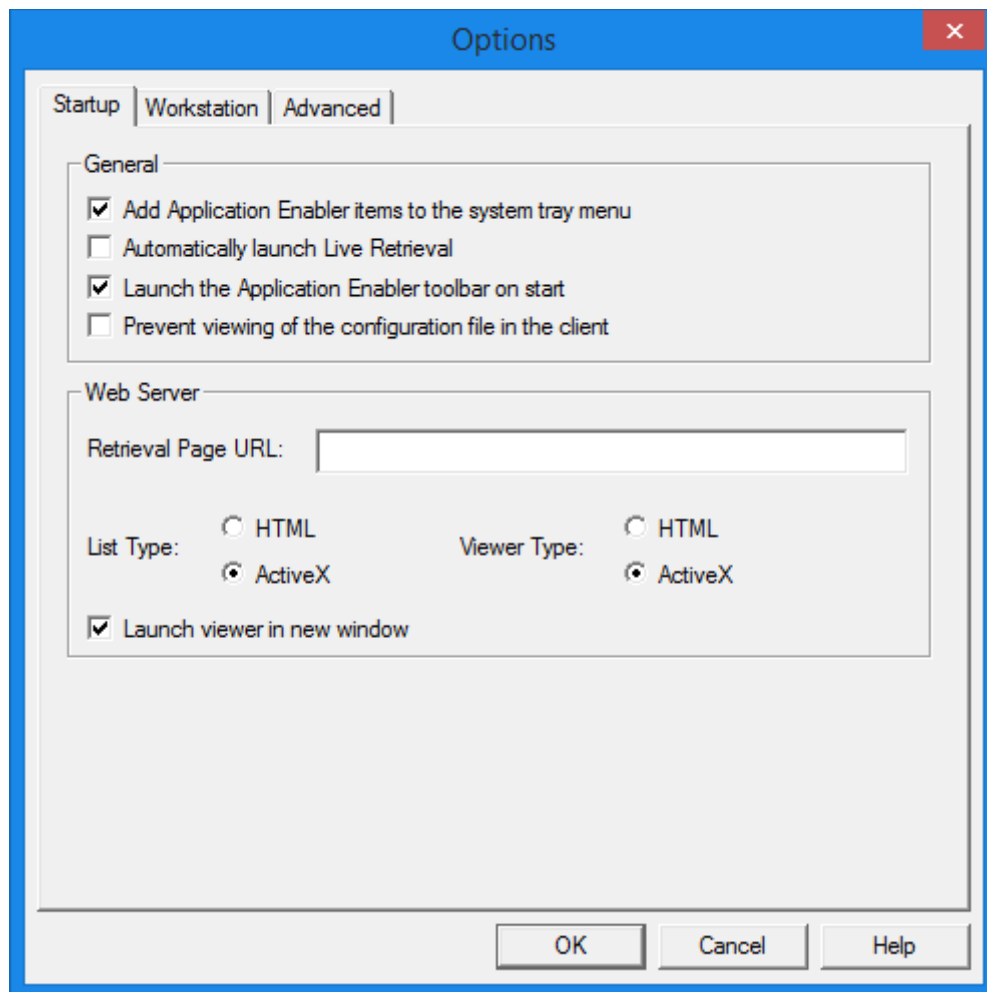 Options
Startup Workstation Advanced
General
Add Application Enabler items to the system tray menu
Automatically launch Live Retrieval
Launch the Application Enabler toolbar on start
Prevent viewing of the configuration file in the client
Web Server
Retrieval Page URL:
HTML HTML
List Type: Viewer Type:
ActiveX ActiveX
Launch viewer in new window
OK Cancel Help